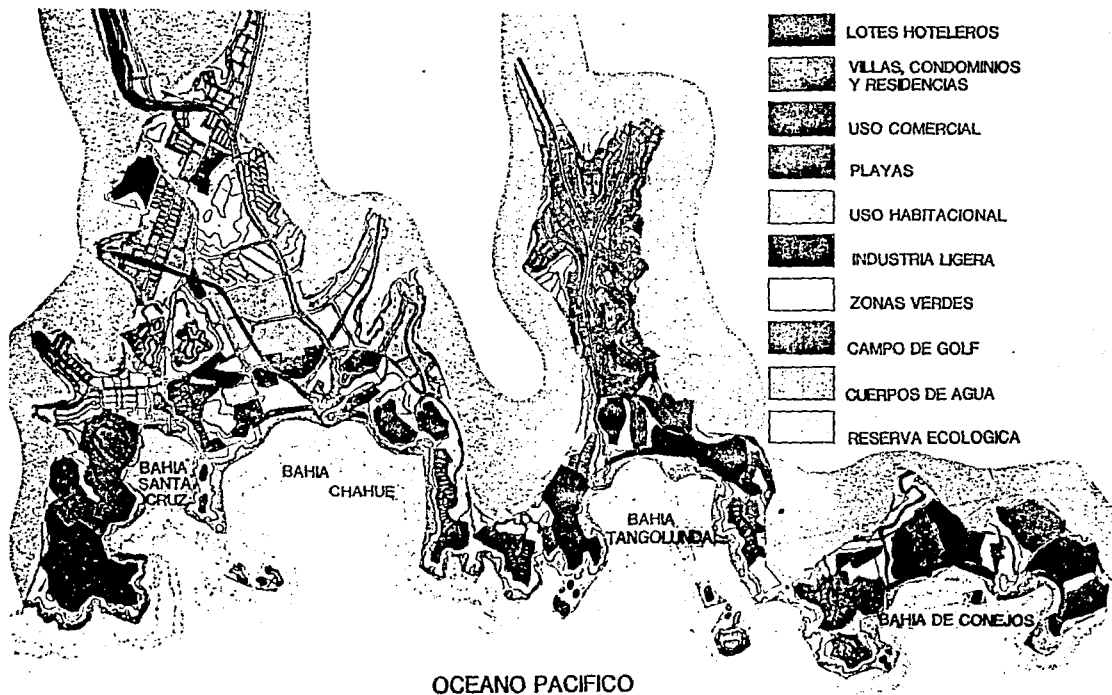 LOTES HOTELEROS
VILLAS, CONDOMINIOS
Y RESIDENCIAS
USO COMERCIAL
PLAYAS
USO HABITACIONAL
INDUSTRIA LIGERA
ZONAS VERDES
CAMPO DE GOLF
CUERPOS DE AGUA
RESERVA ECOLOGICA
BAHIA
SANTA
CRUZ
BAHIA
CHAHUE
BAHIA
TANGOLUNDA
BAHIA DE CONEJOS
OCEANO PACIFICO